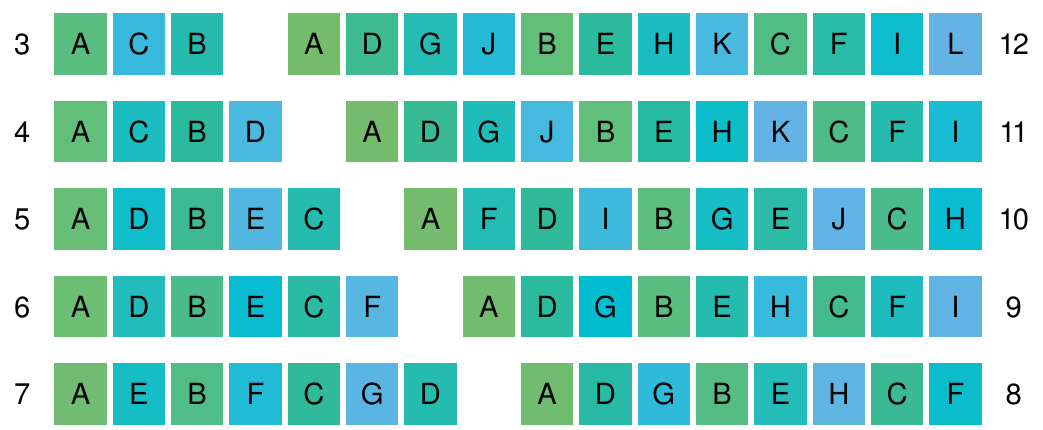 3 A C B A D G J B E H K C F I L 12
4 A C B D A D G J B E H K C F I 11
5 A D B E C A F D I B G E J C H 10
6 A D B E C F A D G B E H C F I 9
7 A E B F C G D A D G B E H C F 8